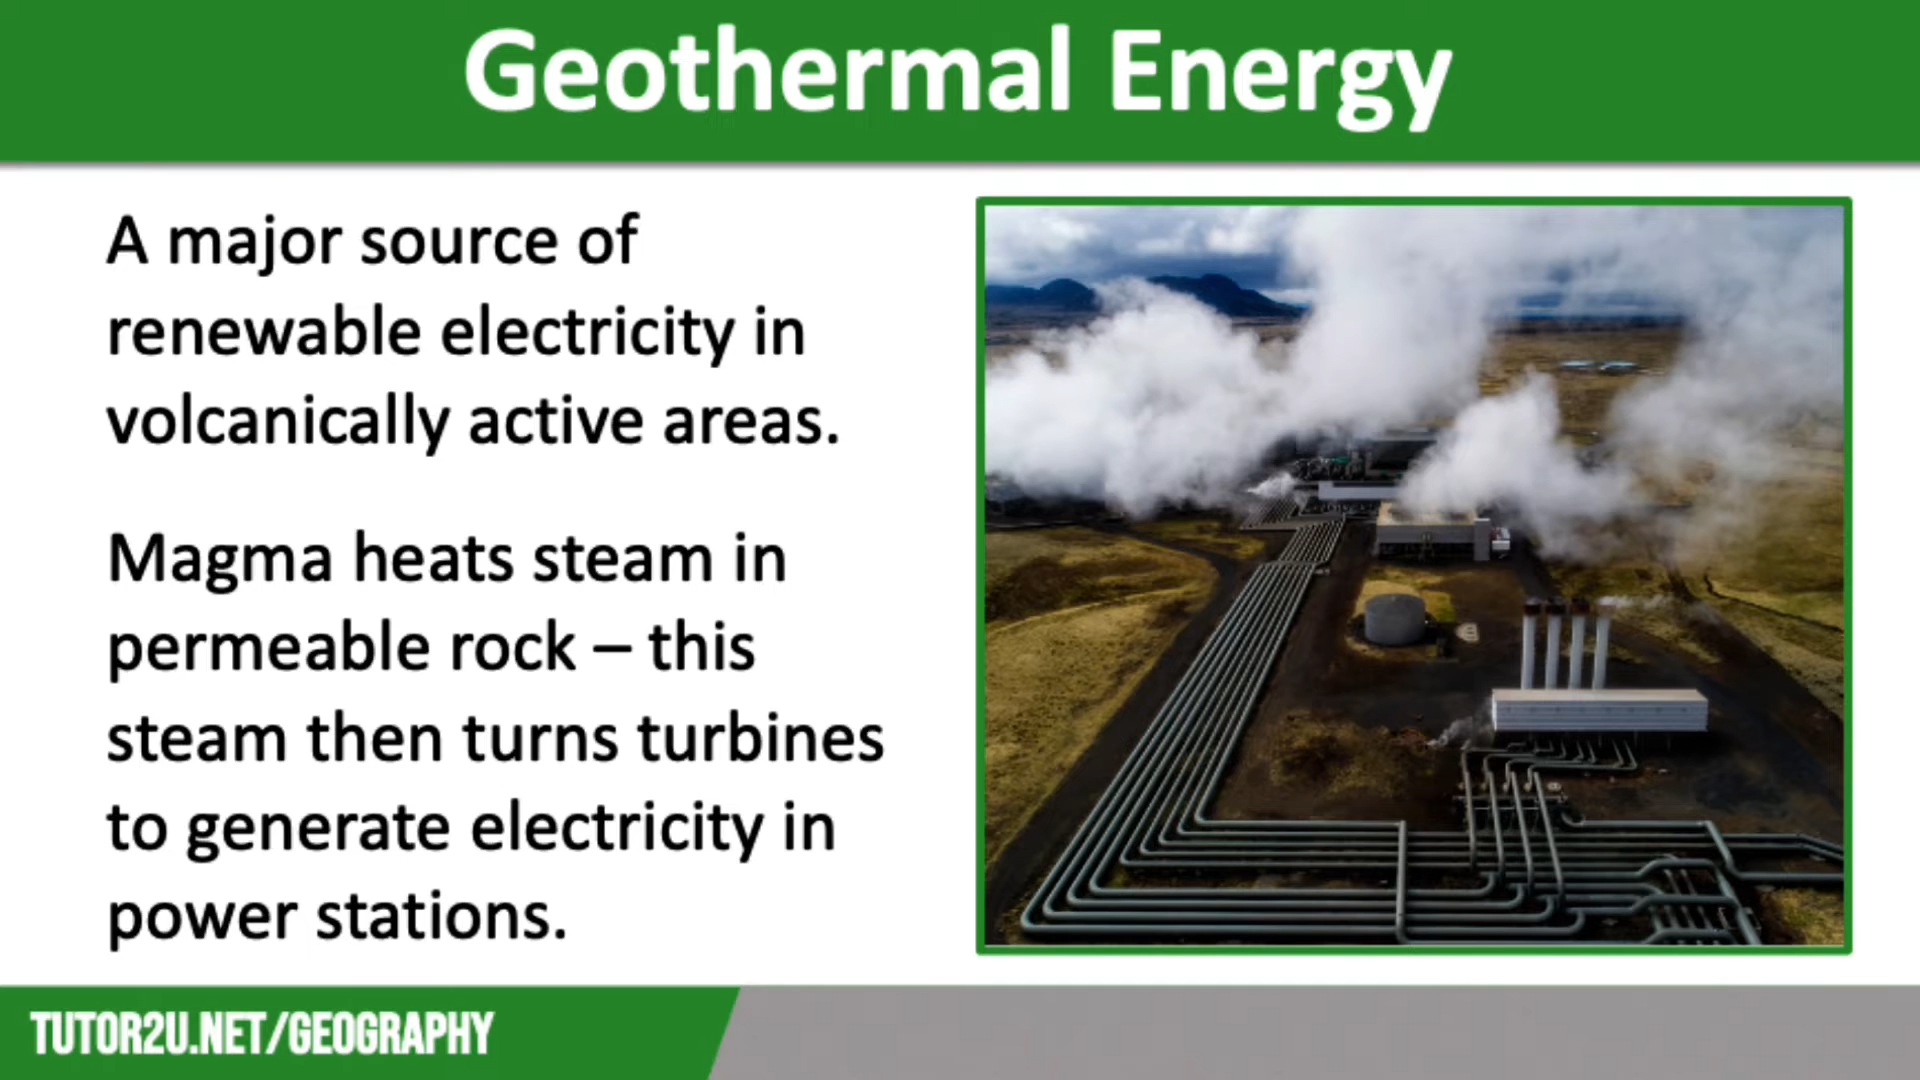 Geothermal Energy
A major source of
renewable electricity in
volcanically active areas.
Magma heats steam in
permeable rock – this
steam then turns turbines
to generate electricity in
power stations.
TUTOR2U.NET/GEOGRAPHY